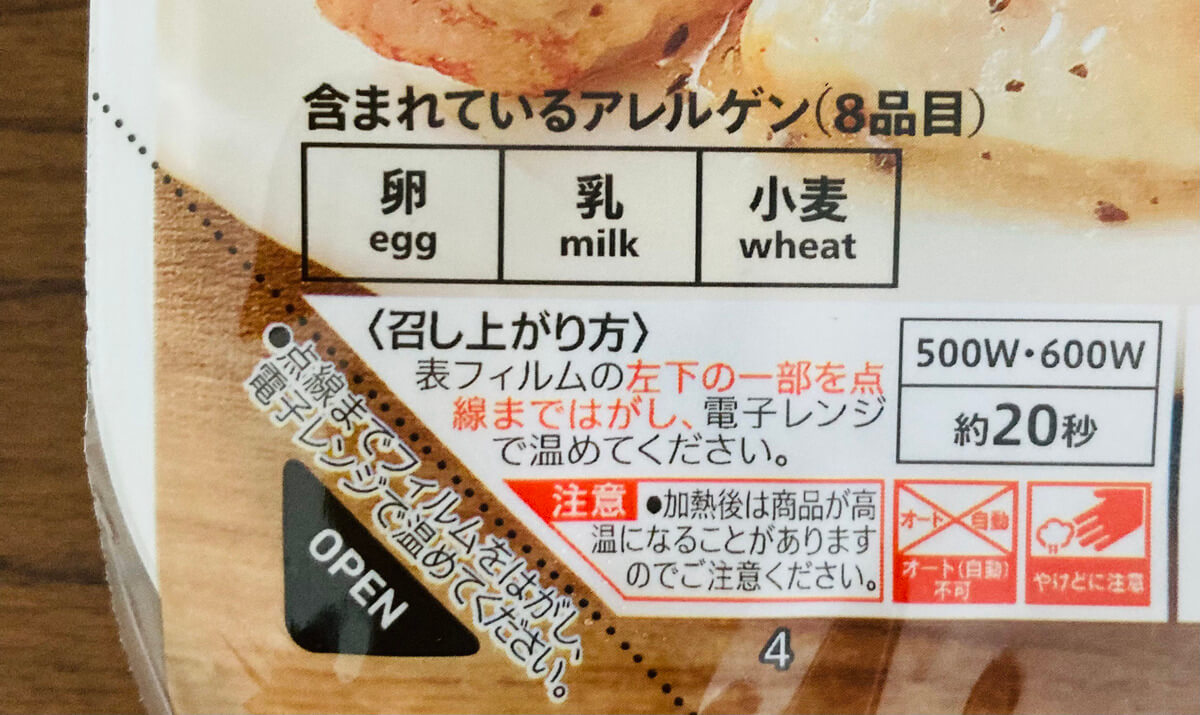 含まれているアレルゲン(8品目)
卵 乳 小麦
egg milk wheat
〈召し上がり方〉
表フィルムの左下の一部を点
線まではがし、電子レンジ
で温めてください。
500W・600W
約20秒
注意 ●加熱後は商品が高
温になることがあります
のでご注意ください。
オート 自動
オート(自動)
不可
やけどに注意
●点線までフィルムをはがし、
電子レンジで温めてください。
OPEN
4